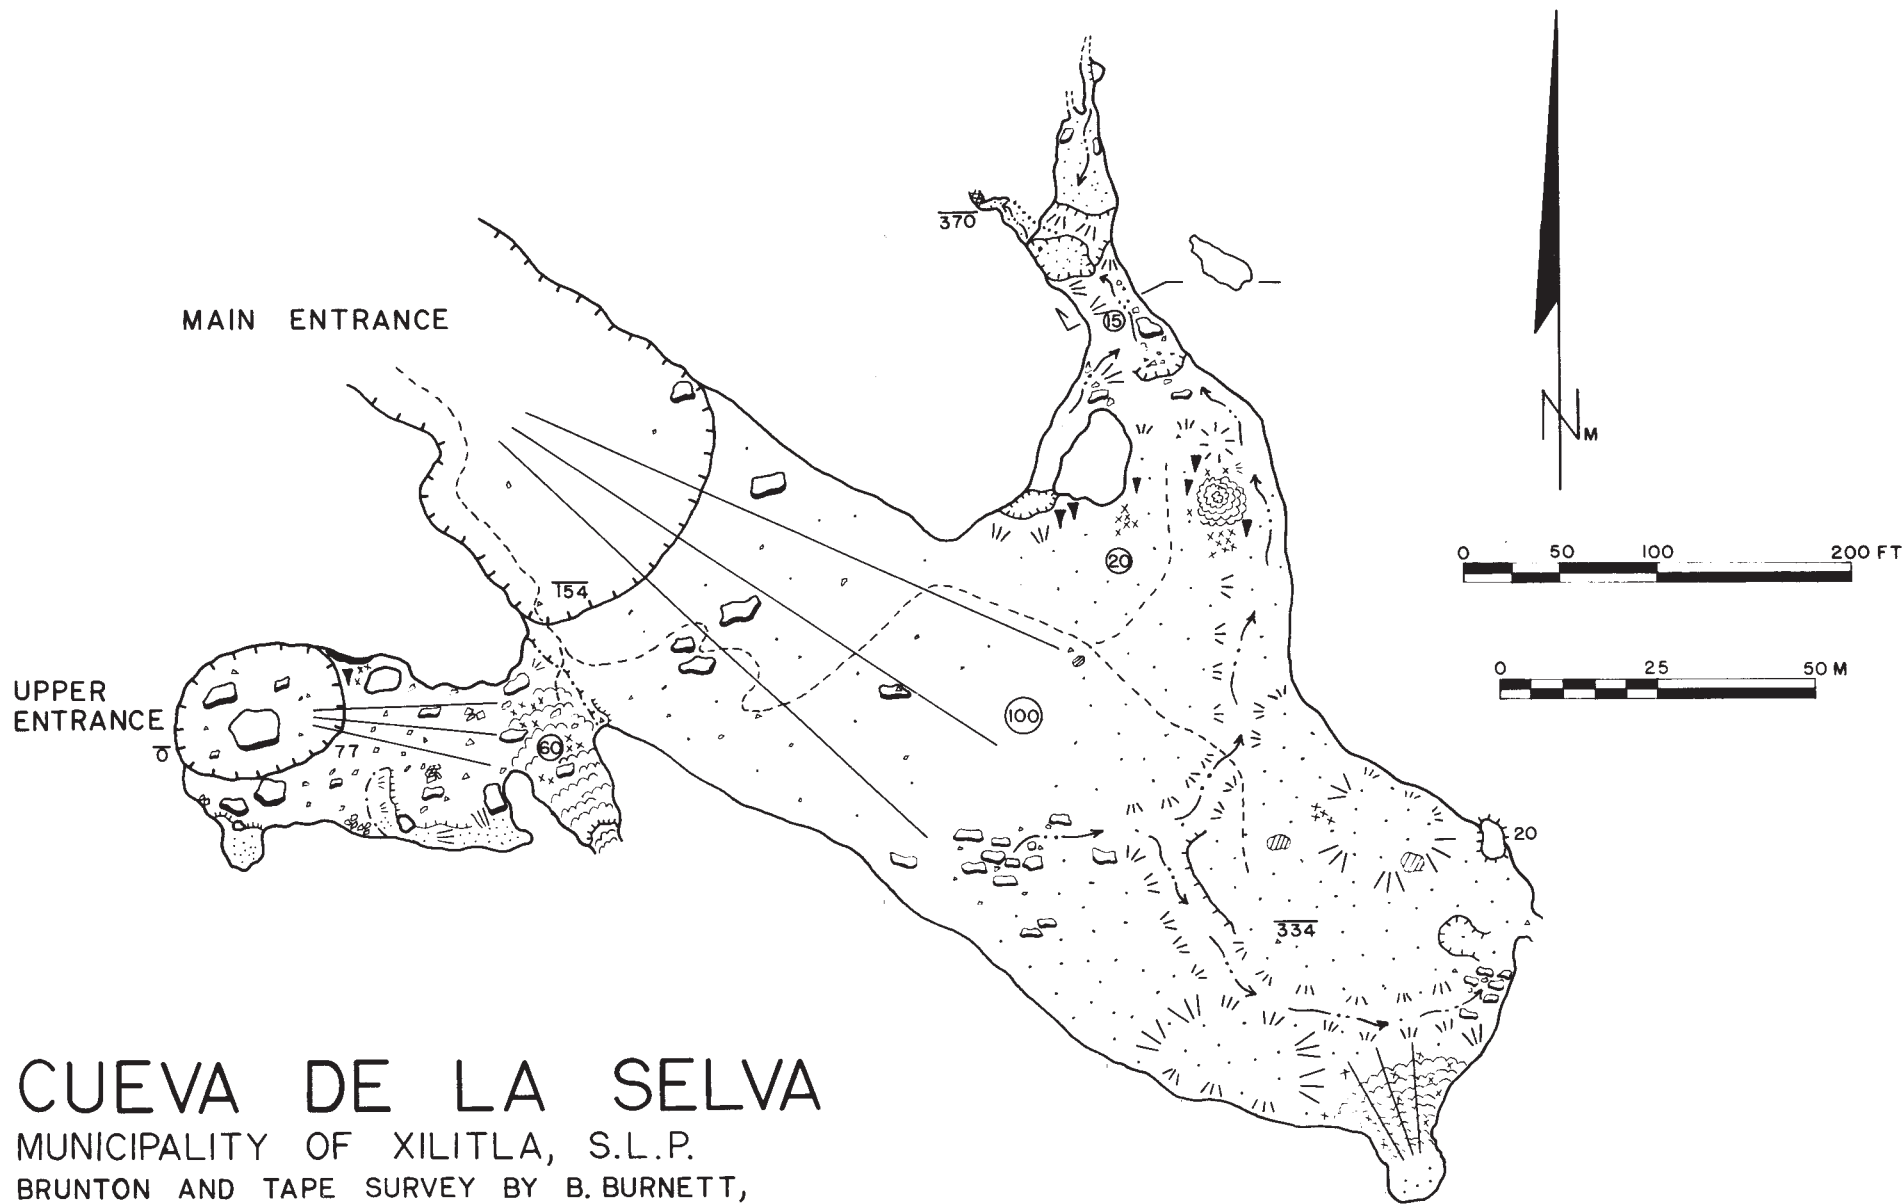 370
MAIN ENTRANCE
15
N
M
154
20
0 50 100 200 FT
0 25 50 M
UPPER
ENTRANCE
0
77
60
100
20
334
CUEVA DE LA SELVA
MUNICIPALITY OF XILITLA, S.L.P.
BRUNTON AND TAPE SURVEY BY B. BURNETT,